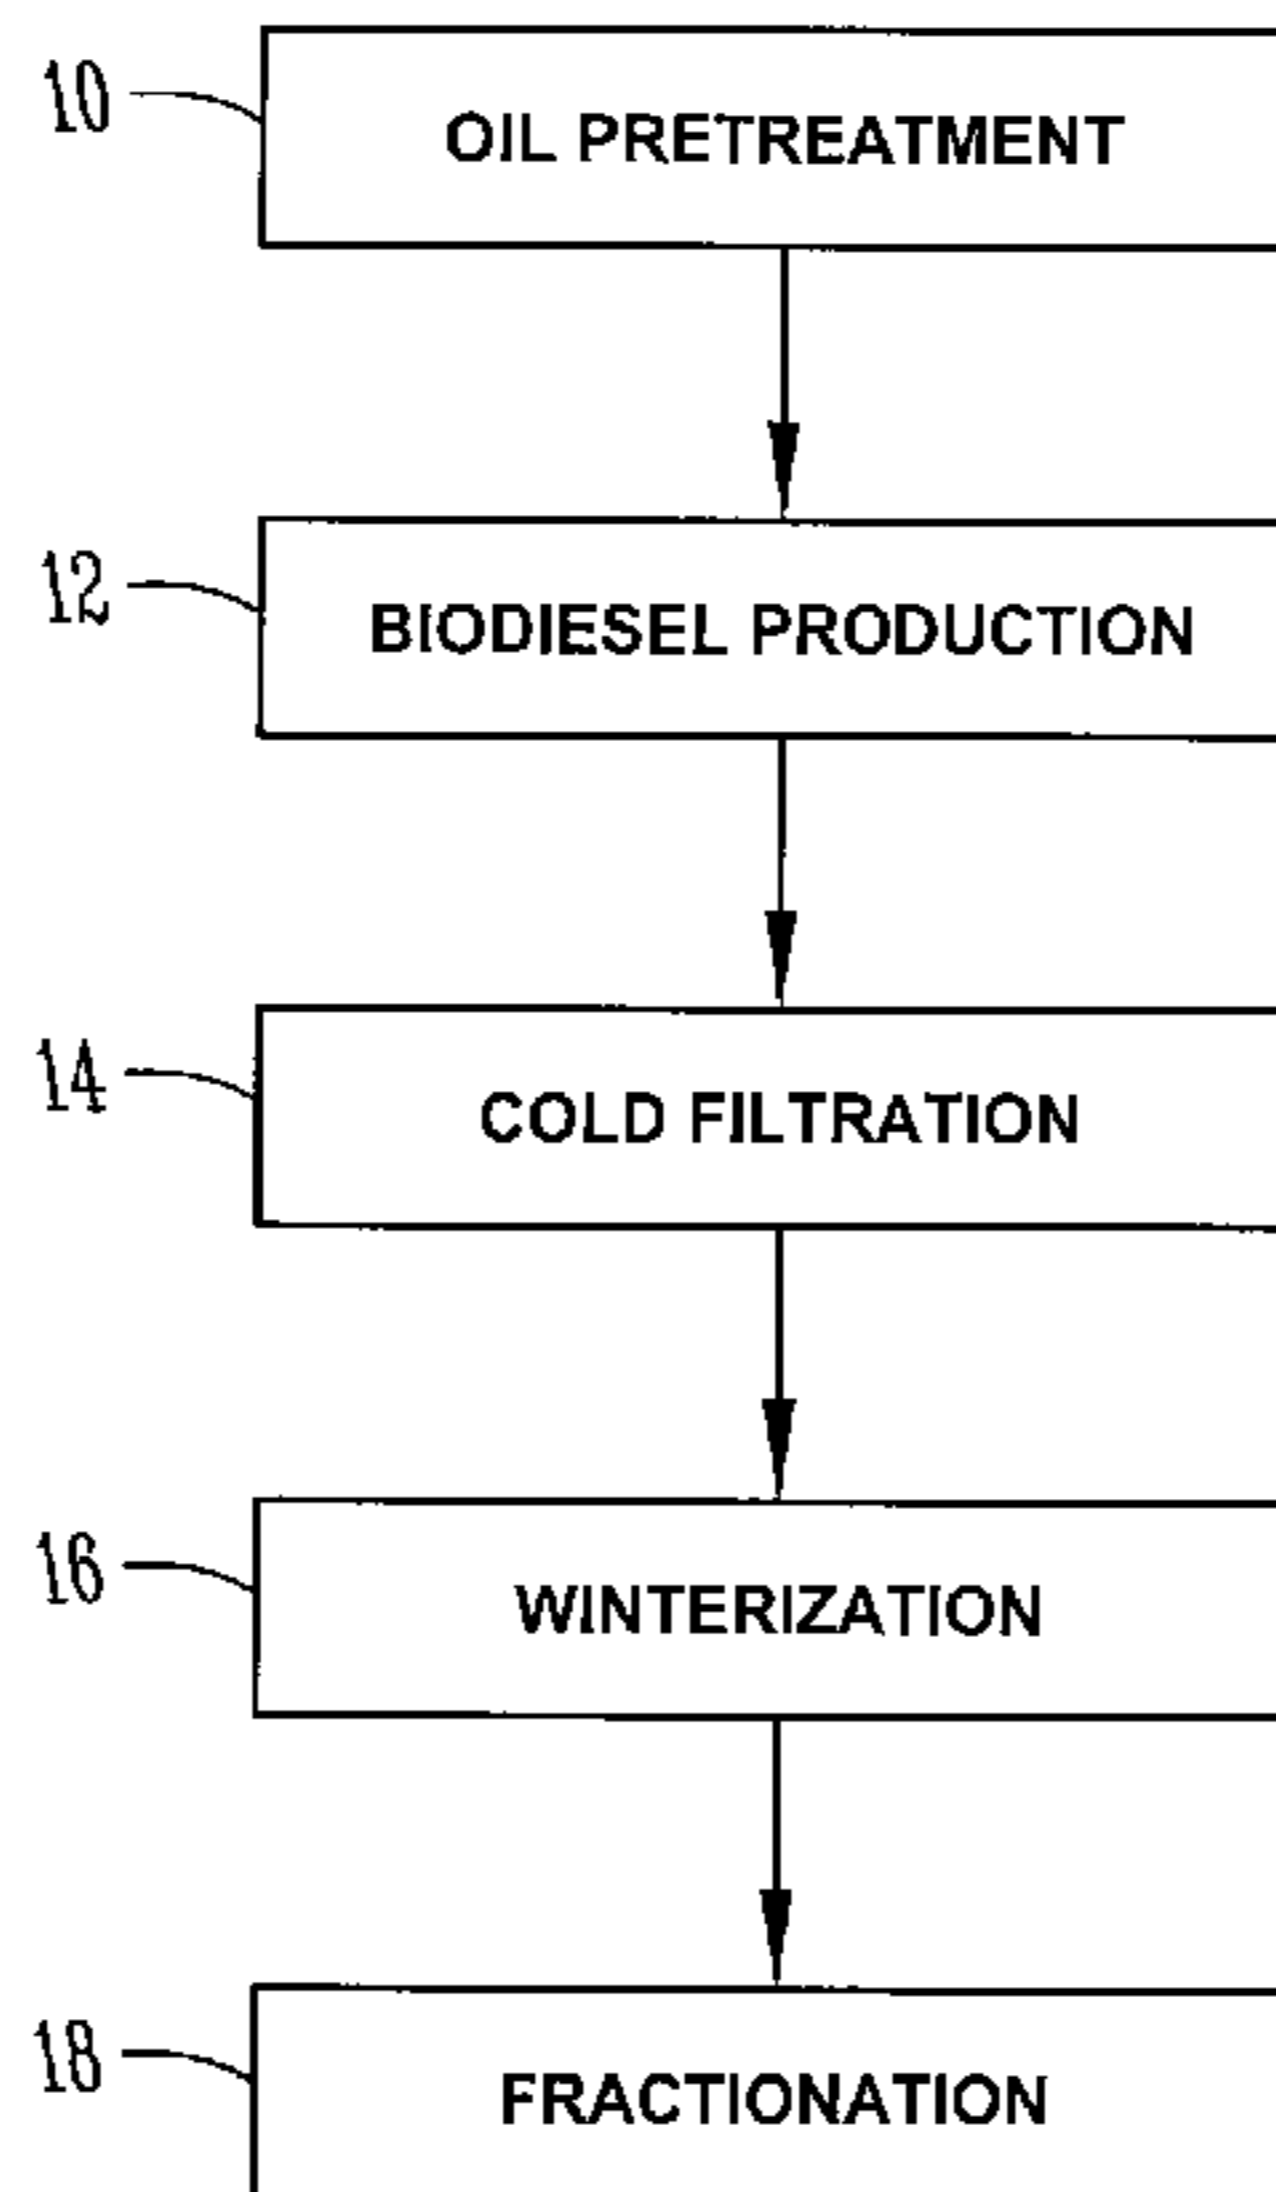 10
OIL PRETREATMENT
12
BIODIESEL PRODUCTION
14
COLD FILTRATION
16
WINTERIZATION
18
FRACTIONATION